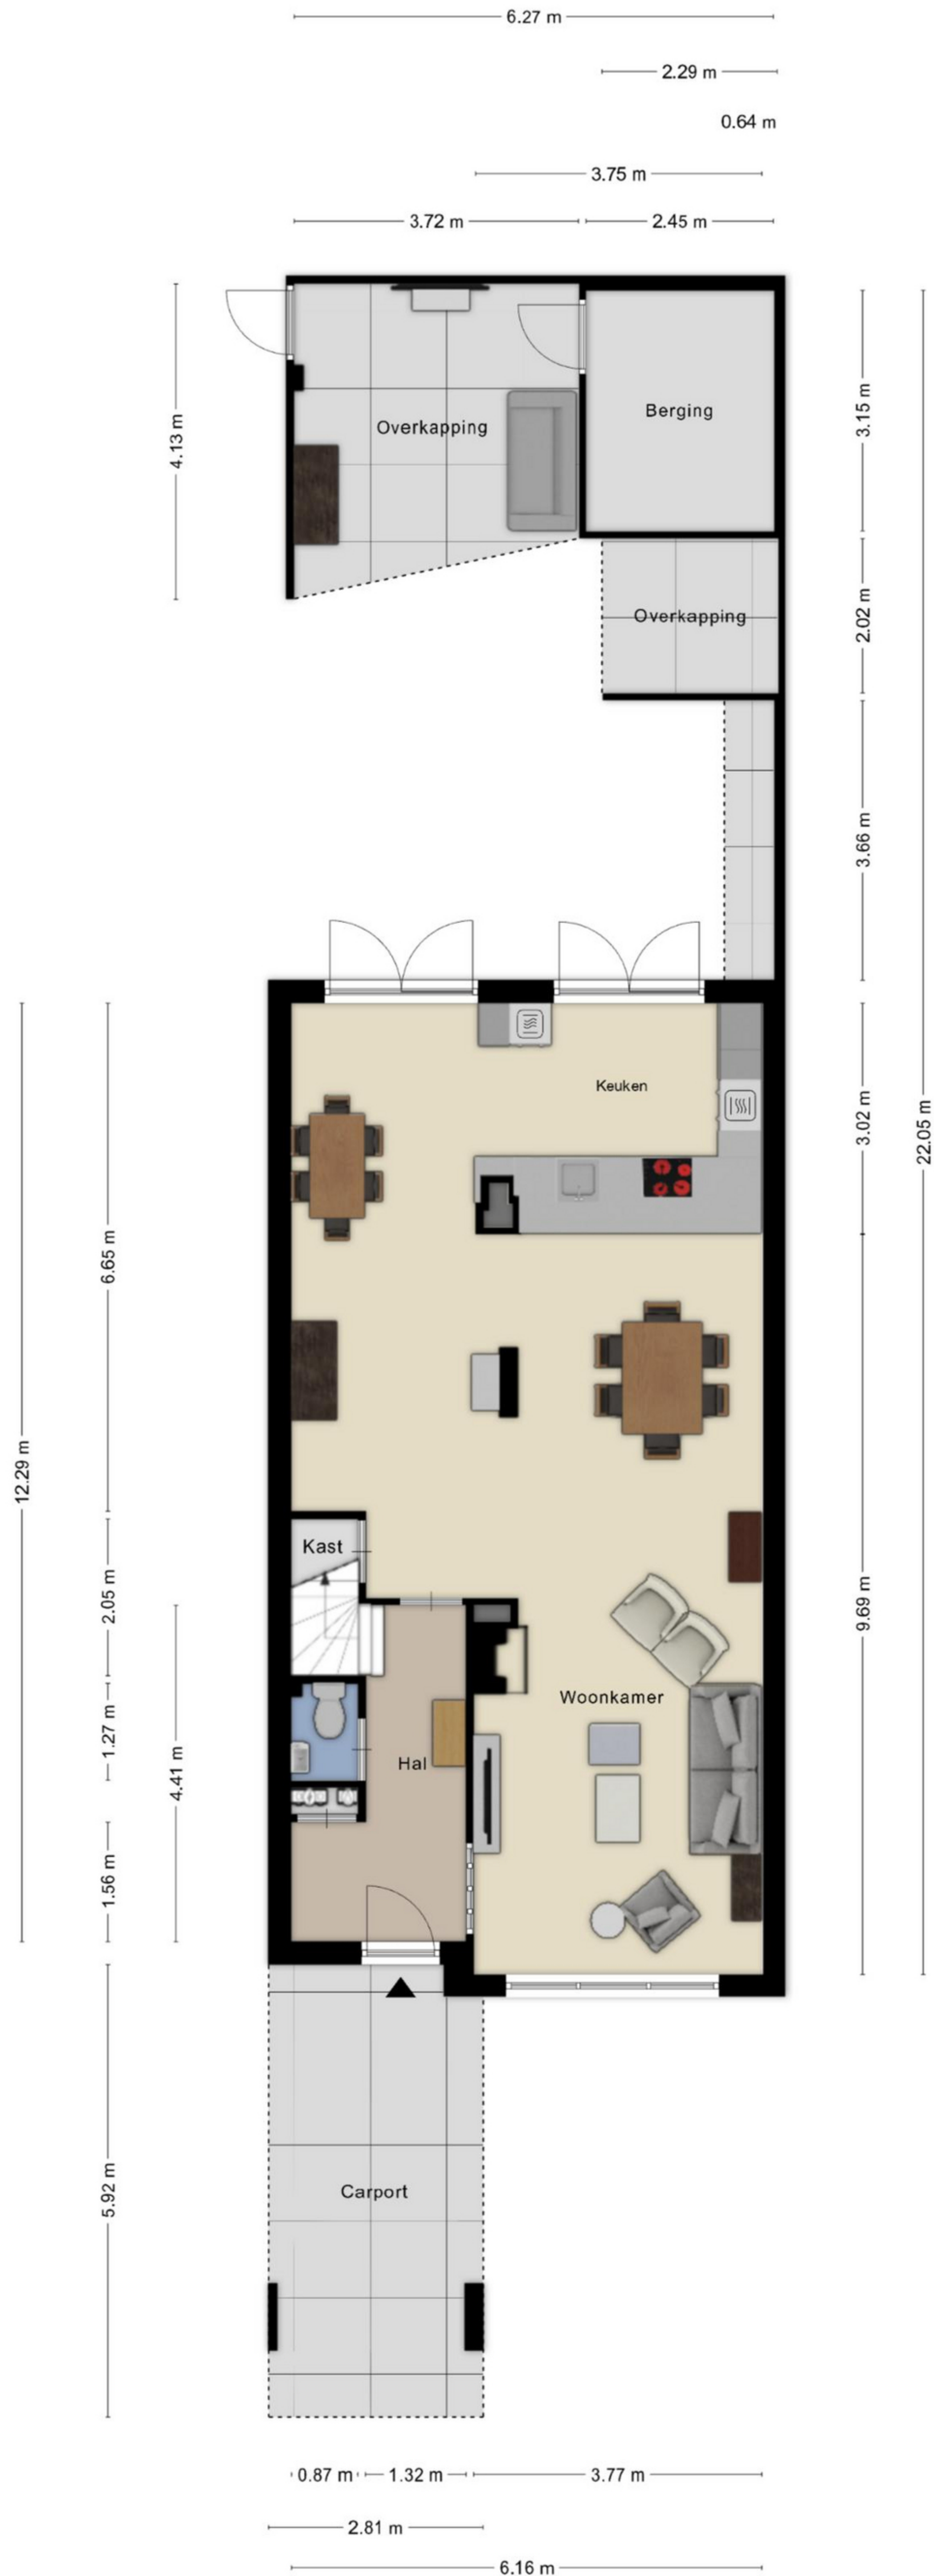 6.27 m
2.29 m
0.64 m
3.75 m
3.72 m
2.45 m
4.13 m
3.15 m
Overkapping
Berging
2.02 m
Overkapping
3.66 m
3.02 m
Keuken
22.05 m
6.65 m
12.29 m
9.69 m
Kast
2.05 m
1.27 m
4.41 m
Woonkamer
Hal
1.56 m
5.92 m
Carport
0.87 m
1.32 m
3.77 m
2.81 m
6.16 m